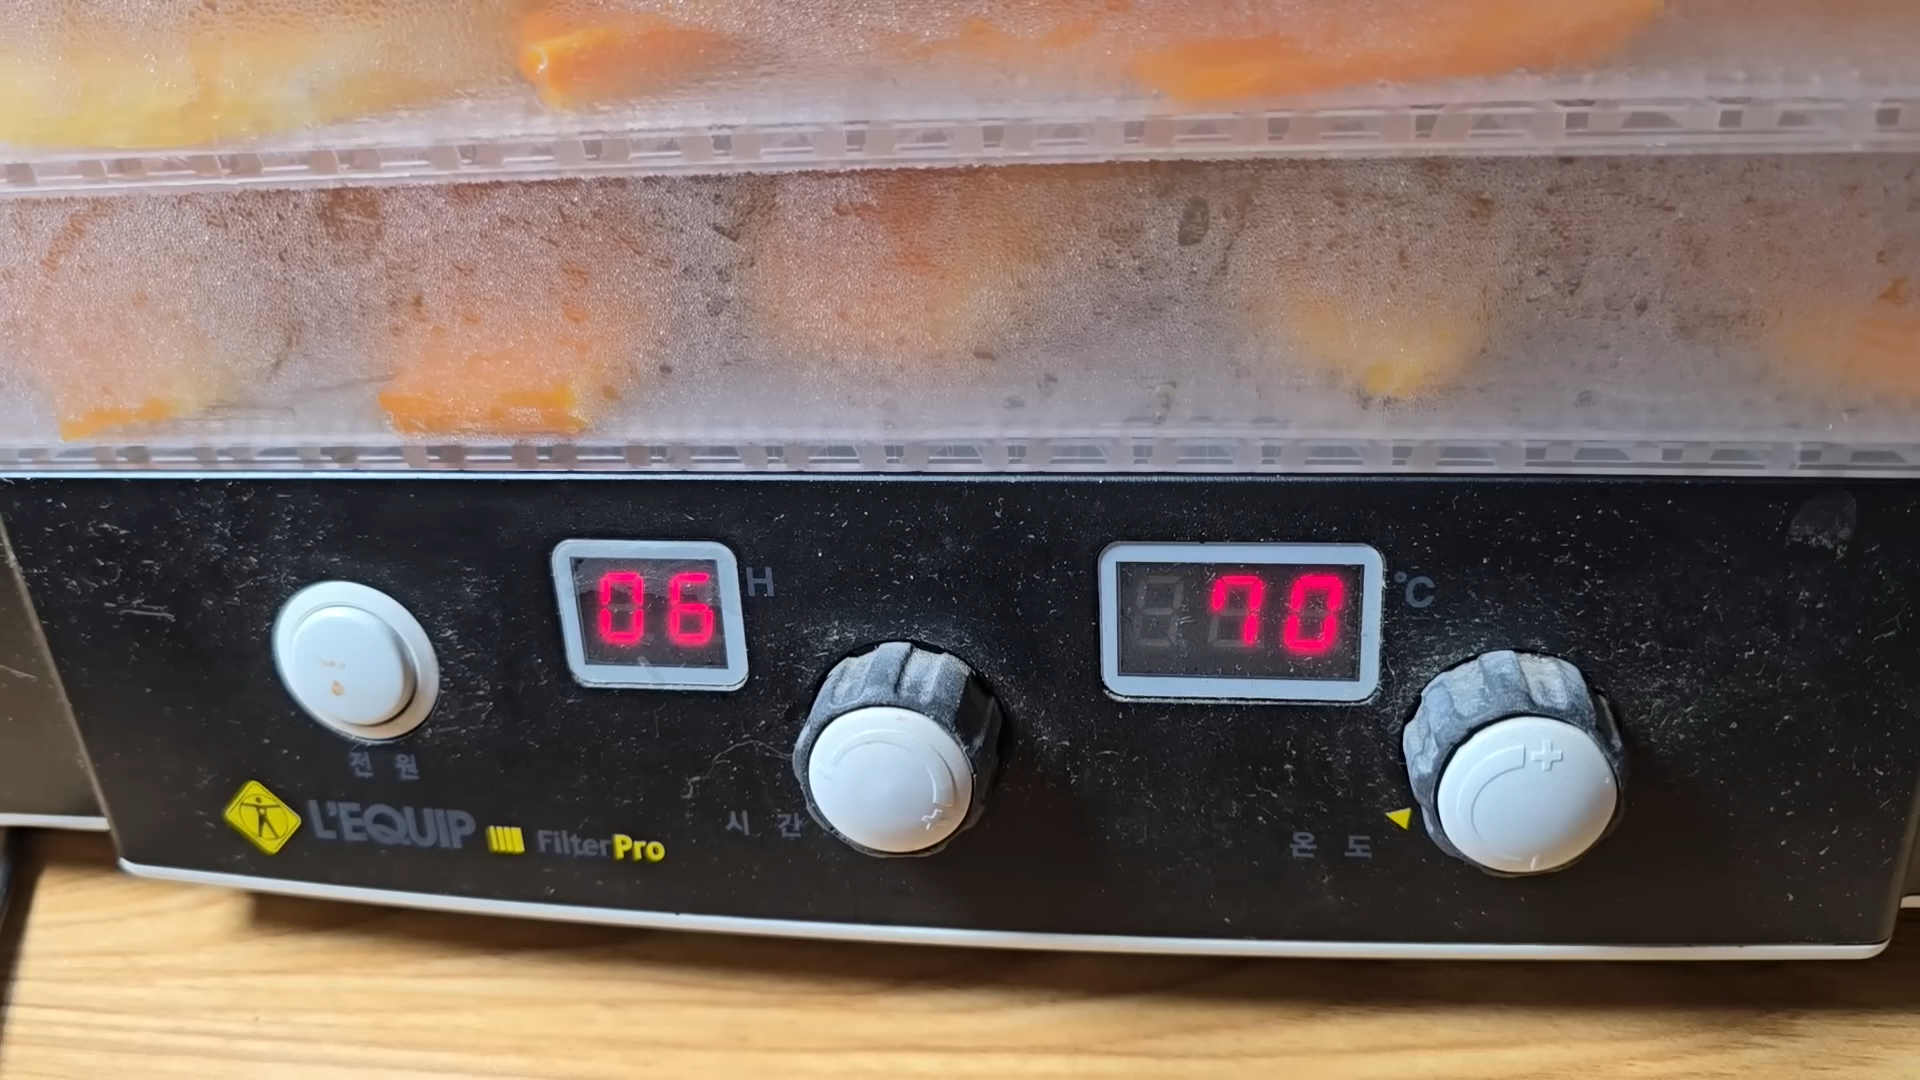 06 H
70 °C
전 원
시 간
온 도
L'EQUIP FilterPro